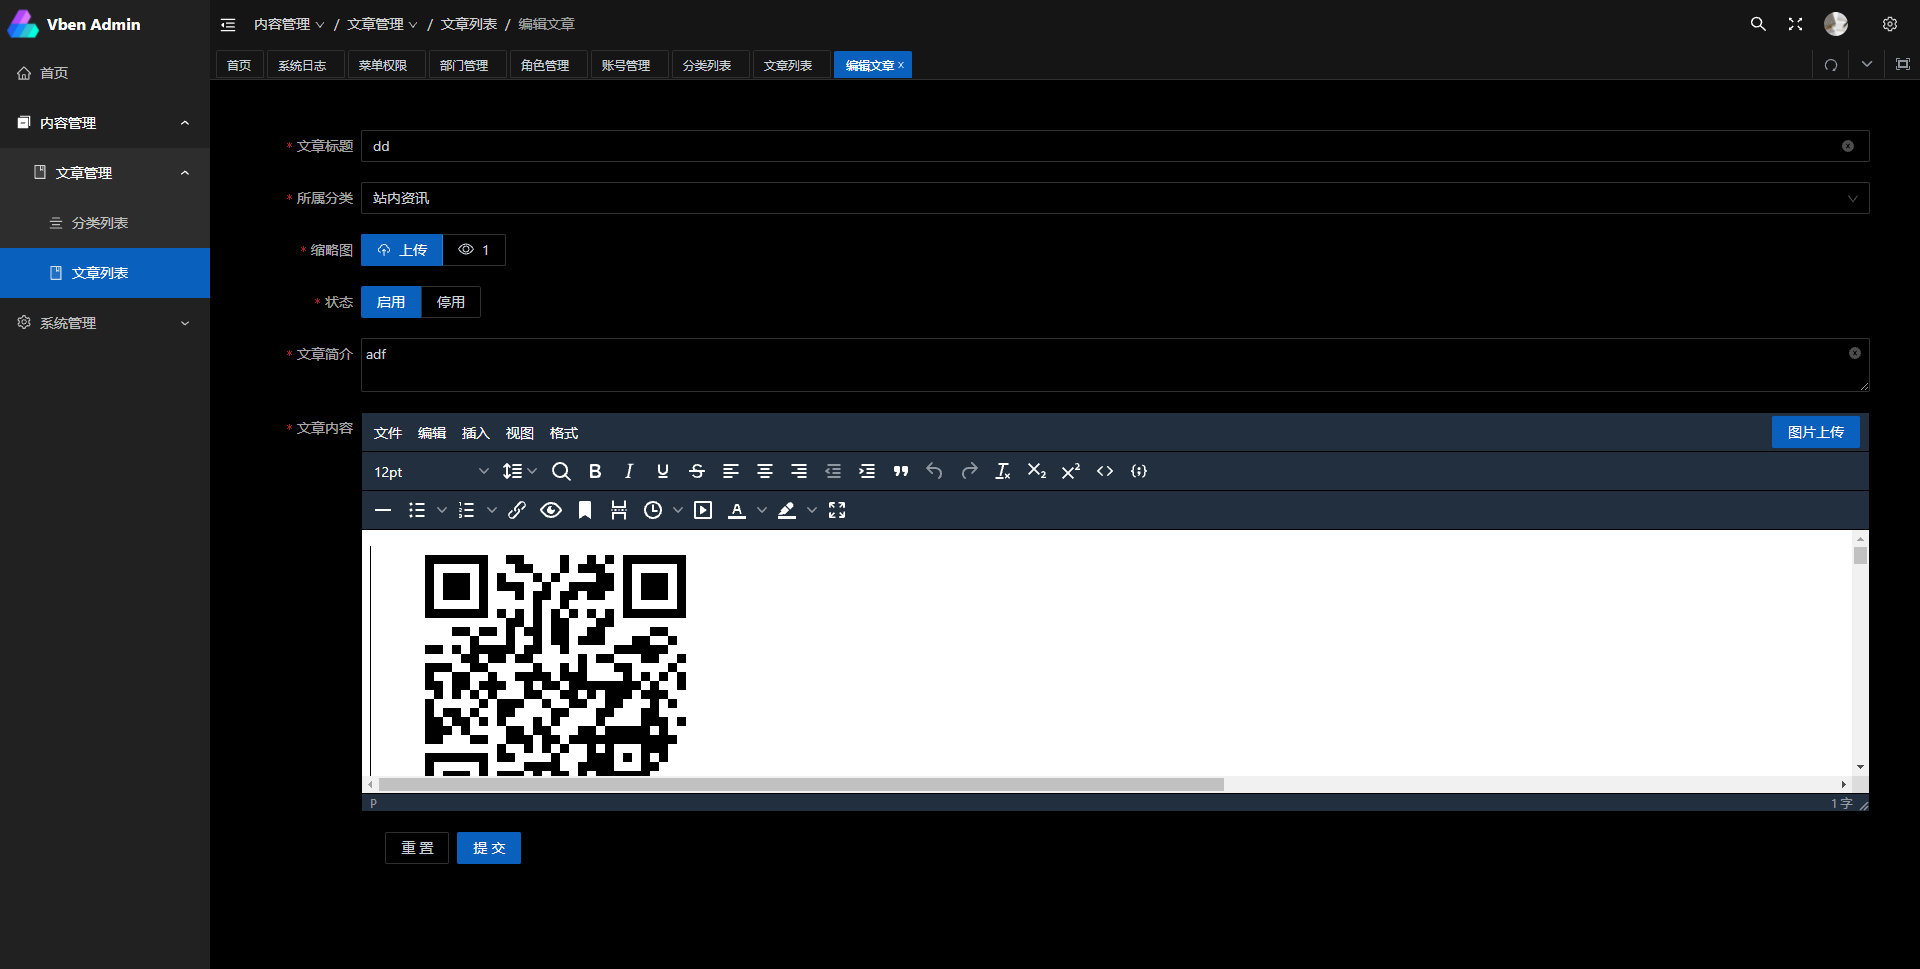 Vben Admin
首页
内容管理
文章管理
分类列表
文章列表
系统管理
内容管理 / 文章管理 / 文章列表 / 编辑文章
首页 系统日志 菜单权限 部门管理 角色管理 账号管理 分类列表 文章列表 编辑文章 x
* 文章标题 dd
* 所属分类 站内资讯
* 缩略图 上传 1
* 状态 启用 停用
* 文章简介 adf
* 文章内容
文件 编辑 插入 视图 格式 图片上传
12pt
P 1 字
重 置 提 交